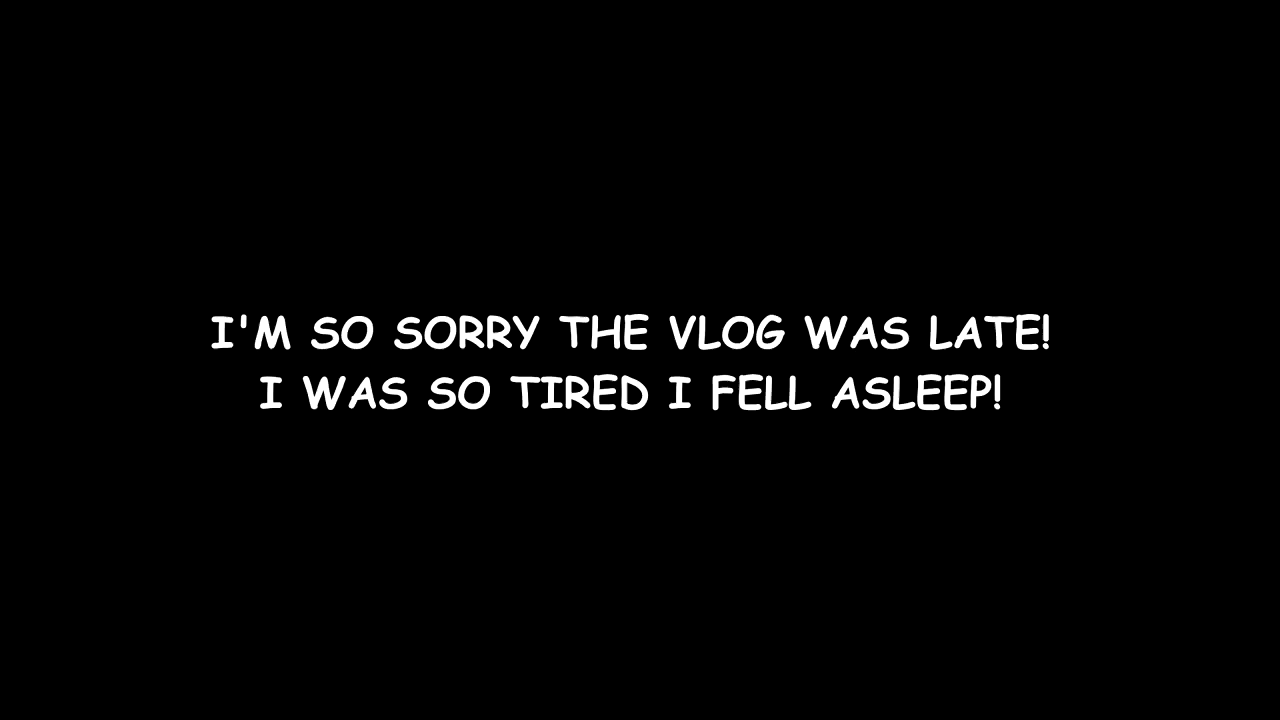 I'M SO SORRY THE VLOG WAS LATE!
I WAS SO TIRED I FELL ASLEEP!